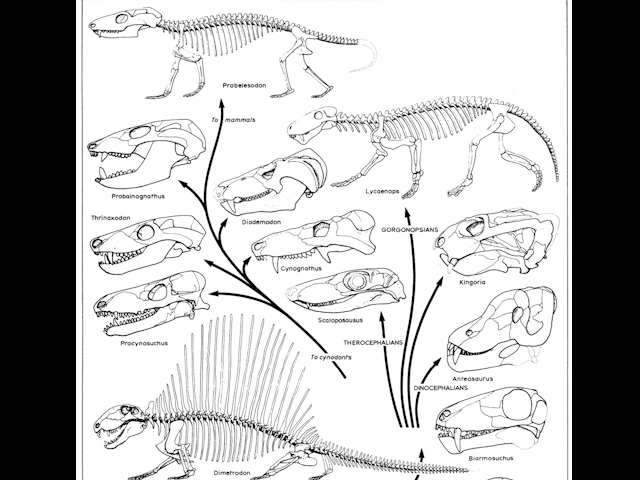 Probelesodon
To mammals
Probainognathus
Lycaenops
Thrinaxodon
Diademodon
GORGONOPSIANS
Cynognathus
Kingoria
Scaloposaurus
Procynosuchus
THEROCEPHALIANS
To cynodonts
Anteosaurus
DINOCEPHALIANS
Biarmosuchus
Dimetrodon